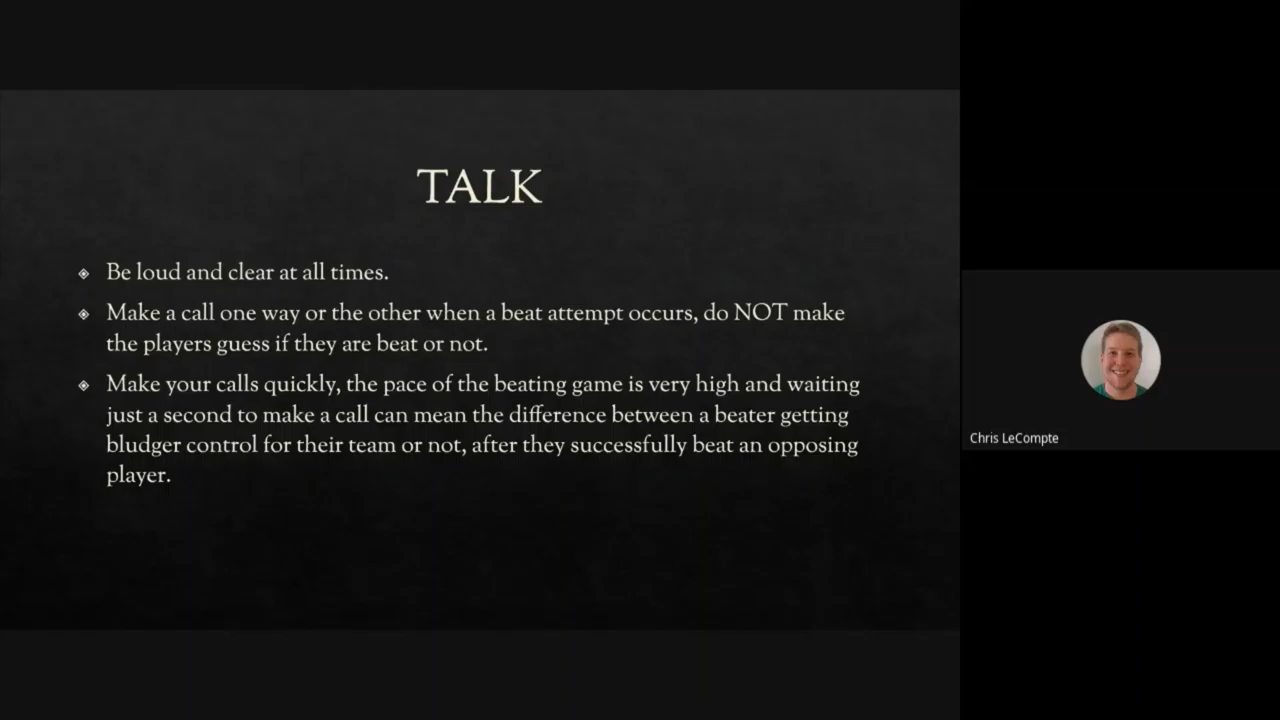 TALK
Be loud and clear at all times.
Make a call one way or the other when a beat attempt occurs, do NOT make
the players guess if they are beat or not.
Make your calls quickly, the pace of the beating game is very high and waiting
just a second to make a call can mean the difference between a beater getting
bludger control for their team or not, after they successfully beat an opposing
player.
Chris LeCompte